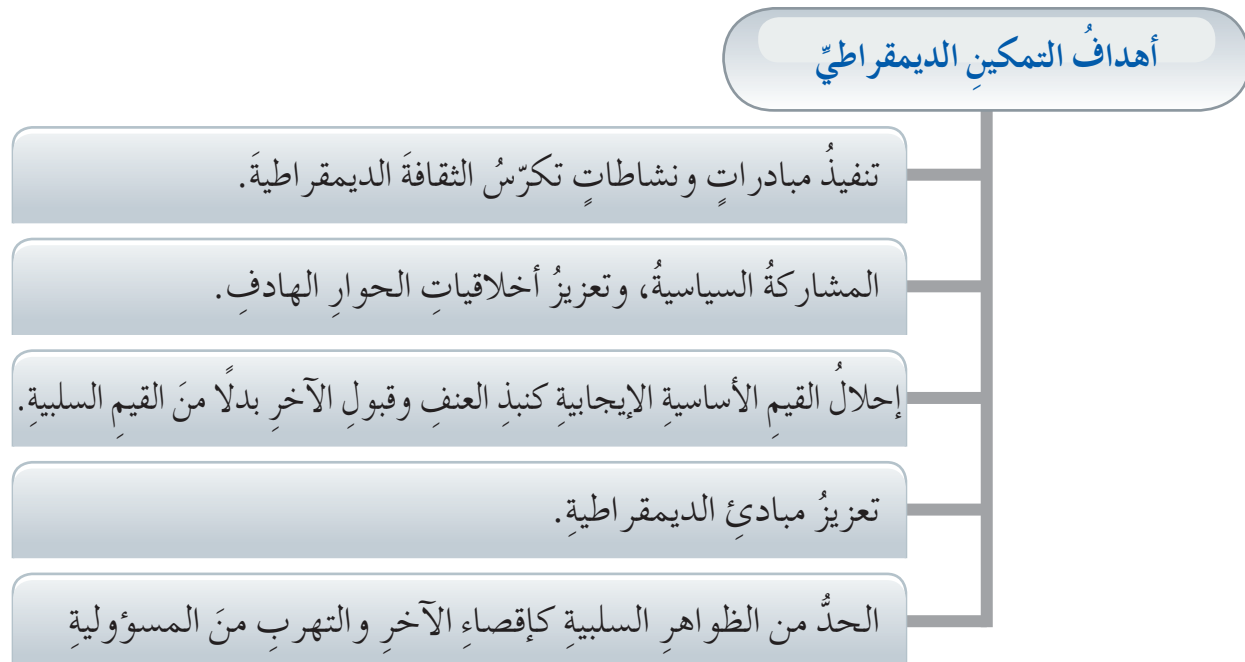 أهدافُ التمكينِ الديمقراطيِّ
تنفيذُ مبادراتٍ ونشاطاتٍ تكرّسُ الثقافةَ الديمقراطيةَ.
المشاركةُ السياسيةُ، وتعزيزُ أخلاقياتِ الحوارِ الهادفِ.
إحلالُ القيمِ الأساسيةِ الإيجابيةِ كنبذِ العنفِ وقبولِ الآخرِ بدلًا منَ القيمِ السلبيةِ.
تعزيزُ مبادئِ الديمقراطيةِ.
الحدُّ من الظواهرِ السلبيةِ كإقصاءِ الآخرِ والتهربِ منَ المسؤوليةِ